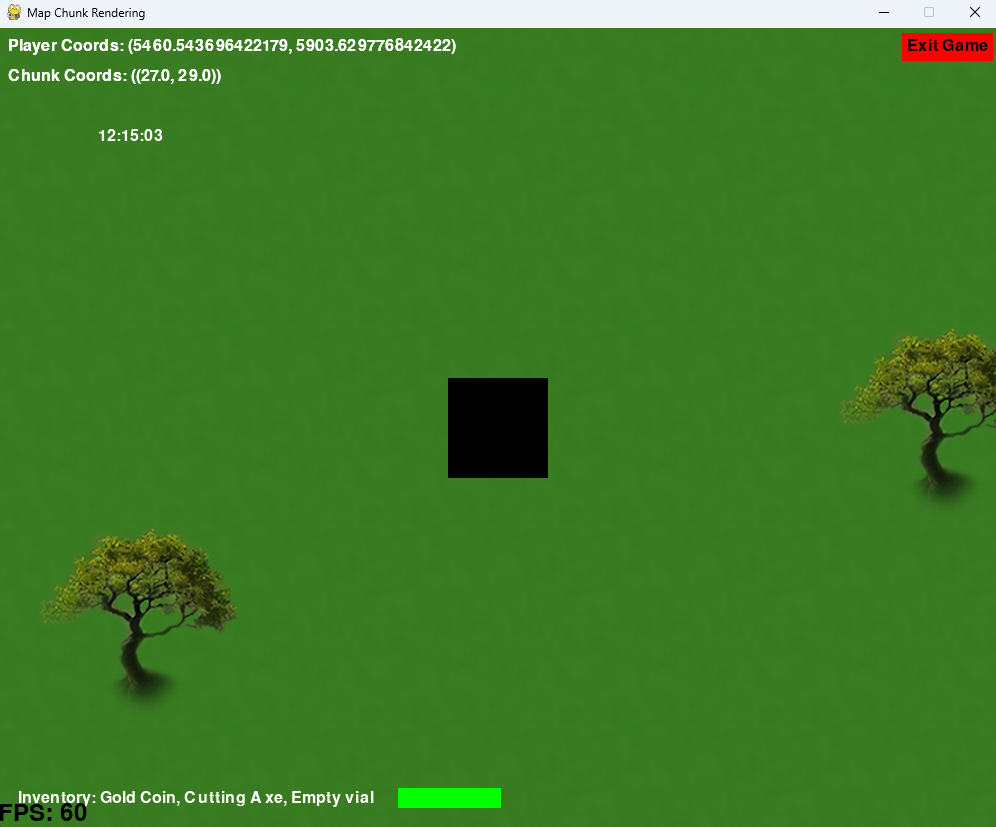 Map Chunk Rendering
Player Coords: (5460.543696422179, 5903.629776842422)
Exit Game
Chunk Coords: ((27.0, 29.0))
12:15:03
Inventory: Gold Coin, Cutting Axe, Empty vial
FPS: 60